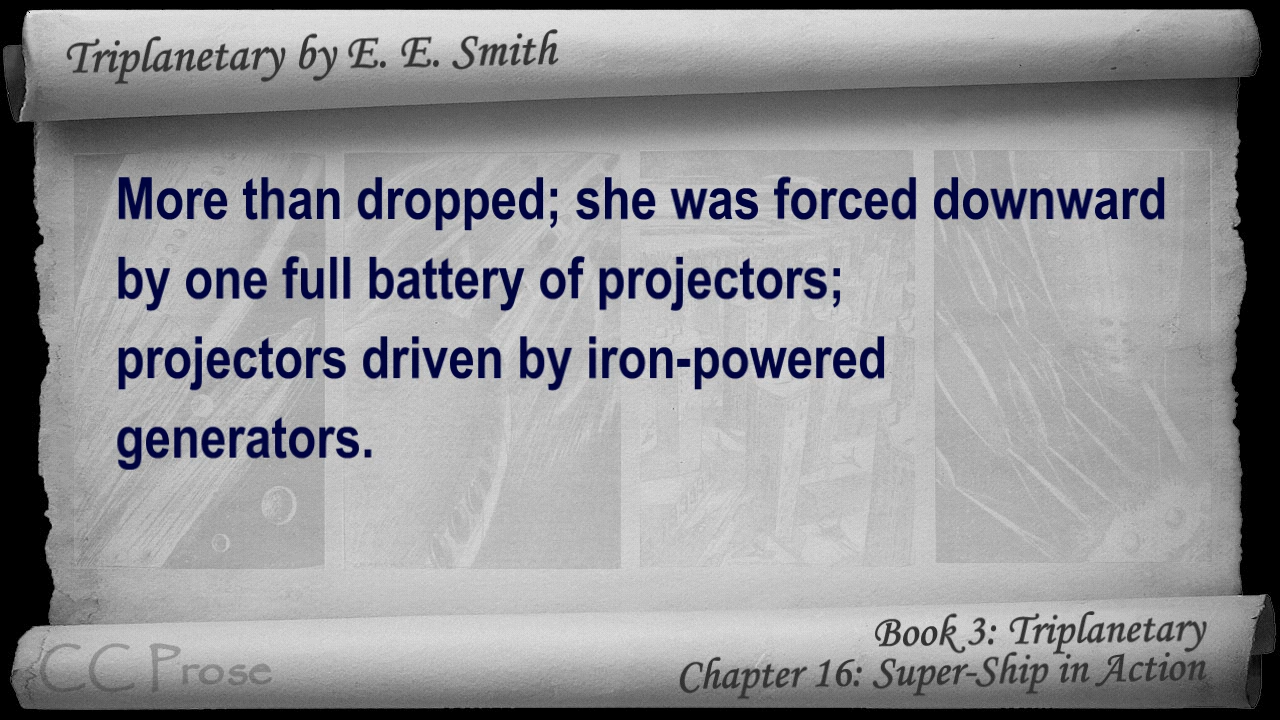 Triplanetary by E. E. Smith
More than dropped; she was forced downward
by one full battery of projectors;
projectors driven by iron-powered
generators.
Book 3: Triplanetary
CC Prose
Chapter 16: Super-Ship in Action